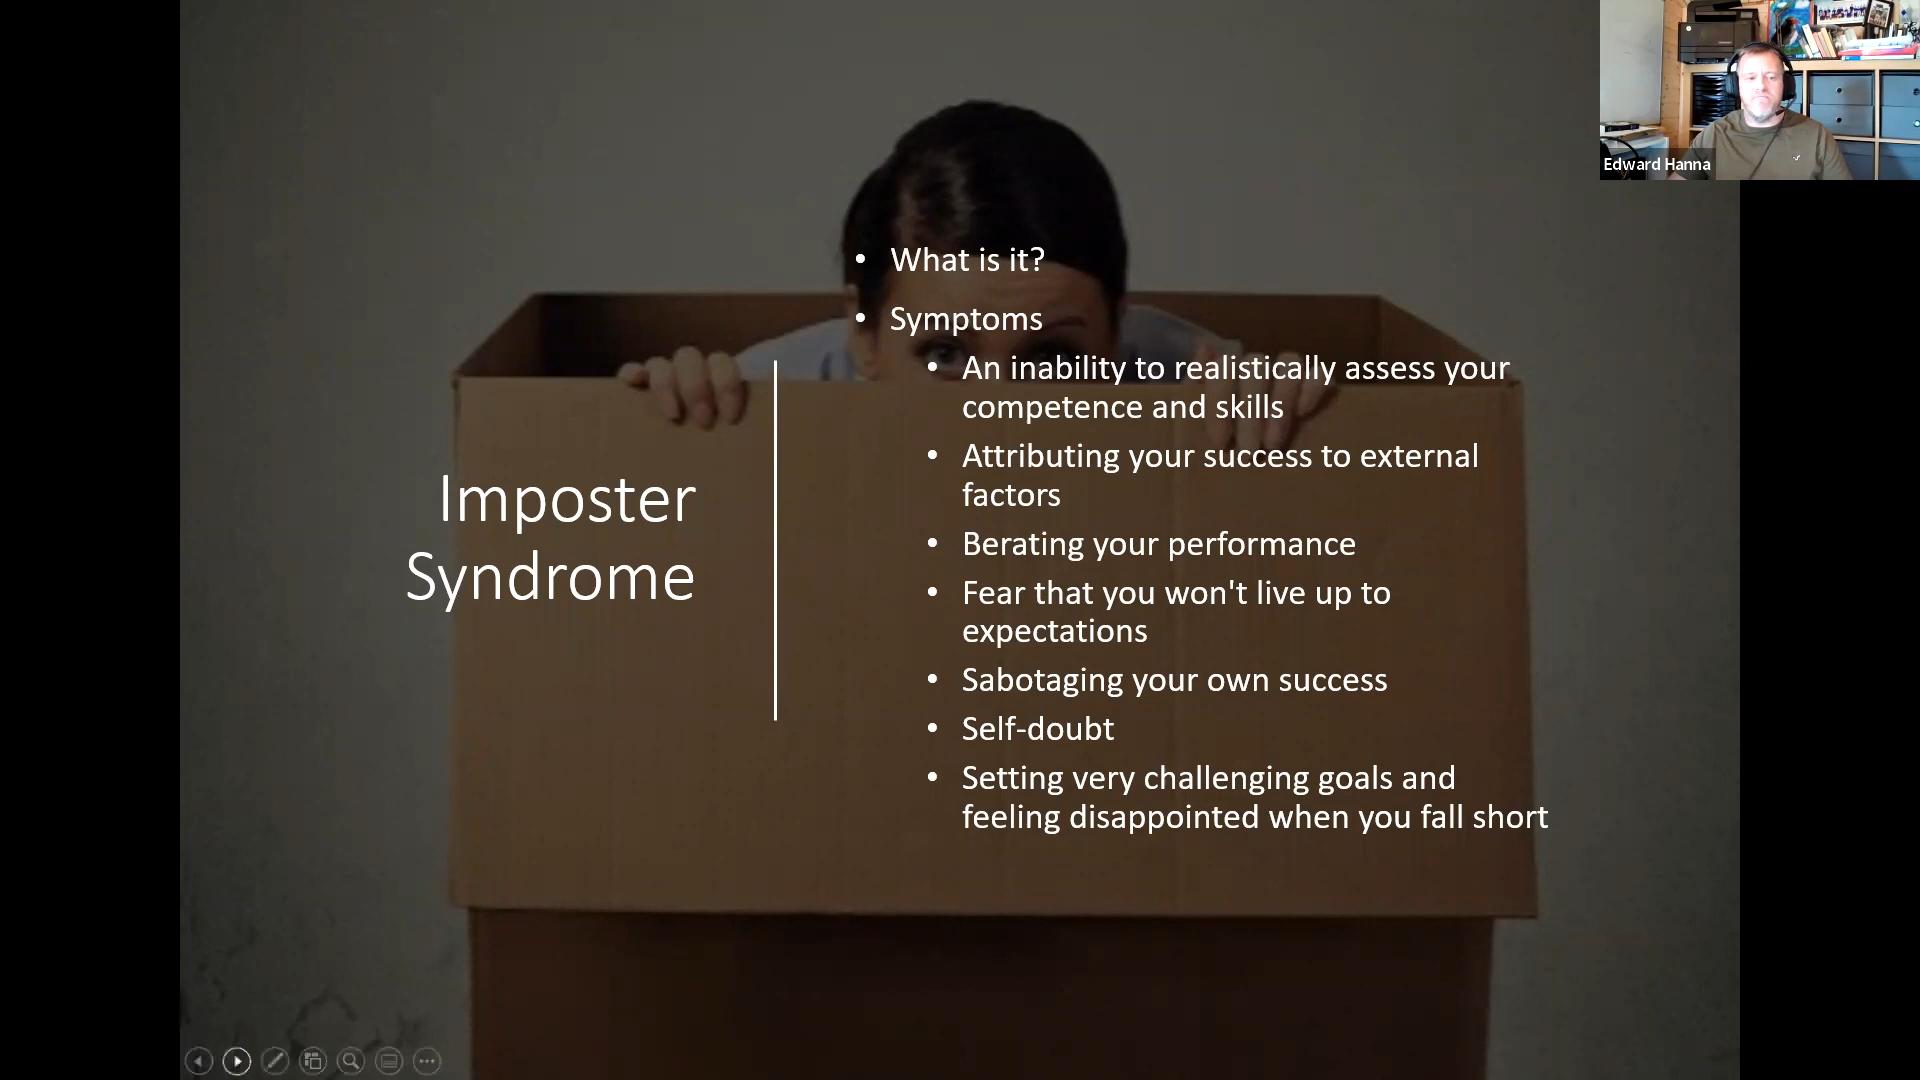 Edward Hanna
Imposter
Syndrome
• What is it?
• Symptoms
• An inability to realistically assess your
competence and skills
• Attributing your success to external
factors
• Berating your performance
• Fear that you won't live up to
expectations
• Sabotaging your own success
• Self-doubt
• Setting very challenging goals and
feeling disappointed when you fall short